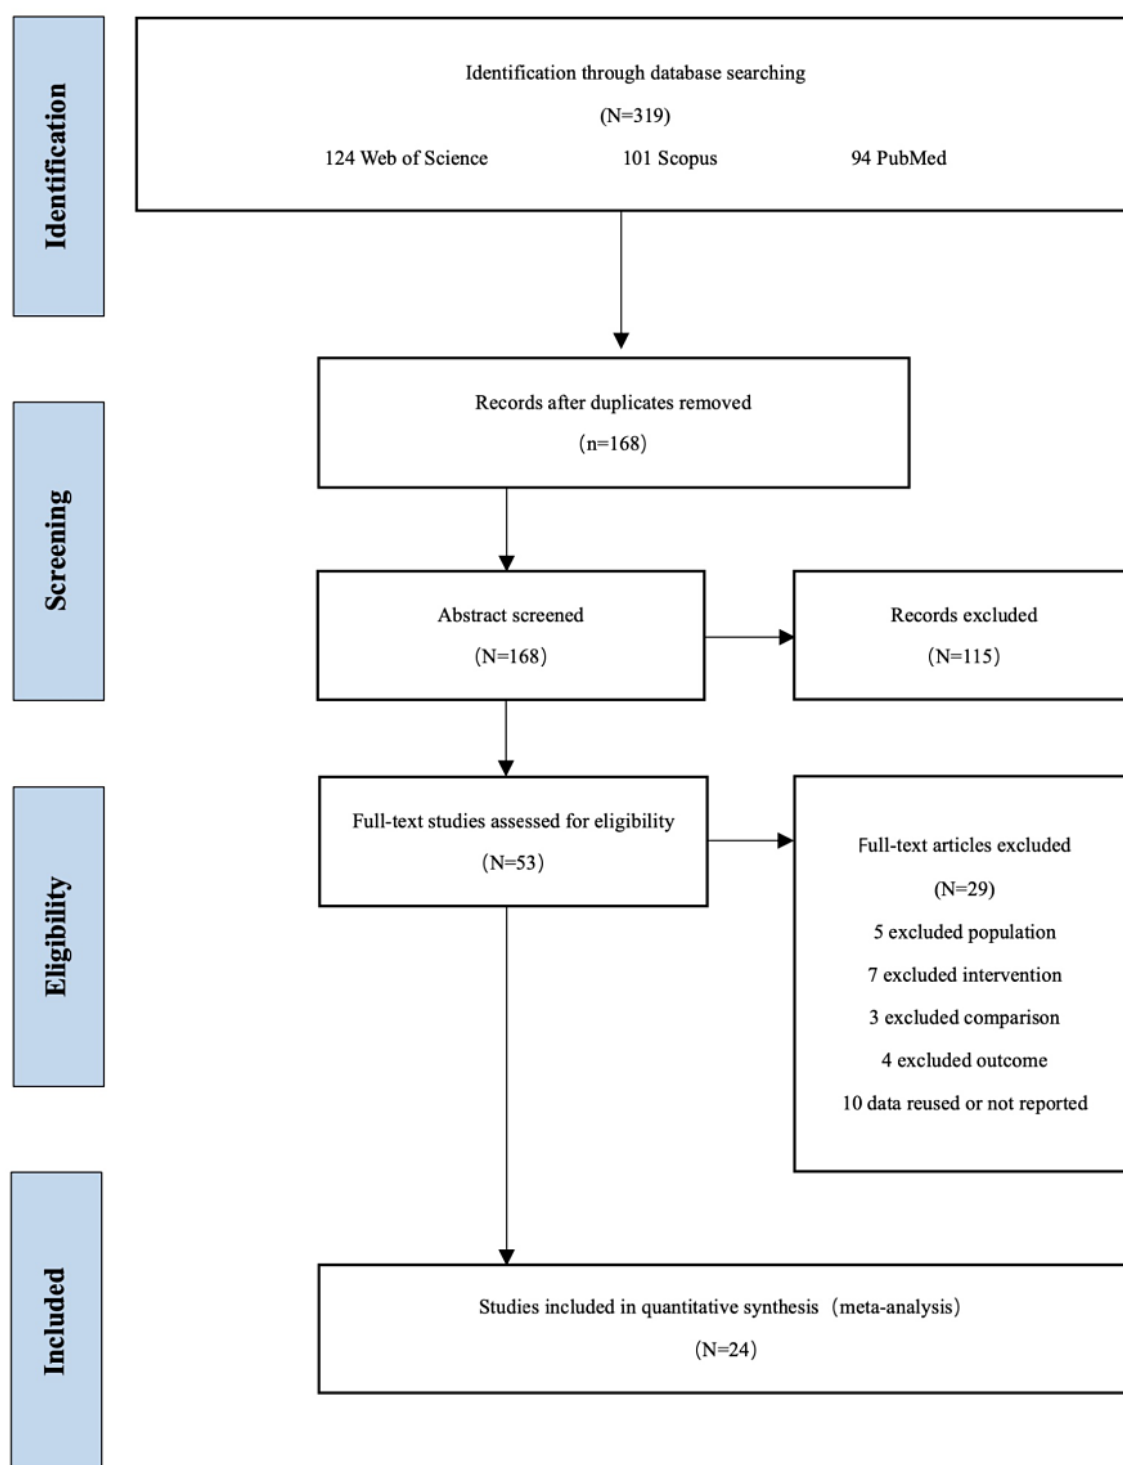 Identification
Identification through database searching
(N=319)
124 Web of Science 101 Scopus 94 PubMed
Screening
Records after duplicates removed
（n=168）
Abstract screened
（N=168）
Records excluded
（N=115）
Eligibility
Full-text studies assessed for eligibility
（N=53）
Full-text articles excluded
(N=29)
5 excluded population
7 excluded intervention
3 excluded comparison
4 excluded outcome
10 data reused or not reported
Included
Studies included in quantitative synthesis（meta-analysis）
（N=24）